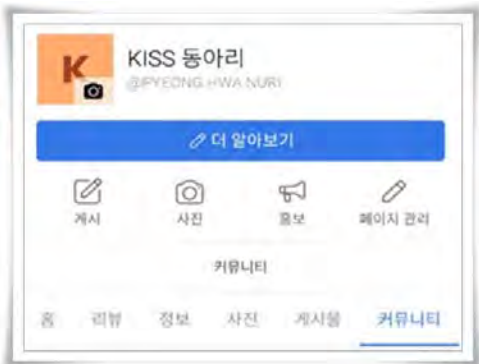 K
KISS 동아리
@PYEONG HWA NURI
더 알아보기
게시 사진 홍보 페이지 관리
커뮤니티
홈 리뷰 정보 사진 게시물 커뮤니티